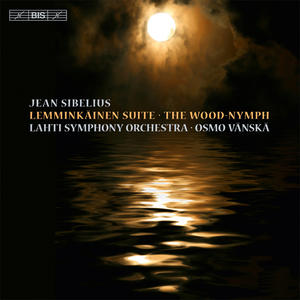 BIS
JEAN SIBELIUS
LEMMINKÄINEN SUITE · THE WOOD-NYMPH
LAHTI SYMPHONY ORCHESTRA · OSMO VÄNSKÄ